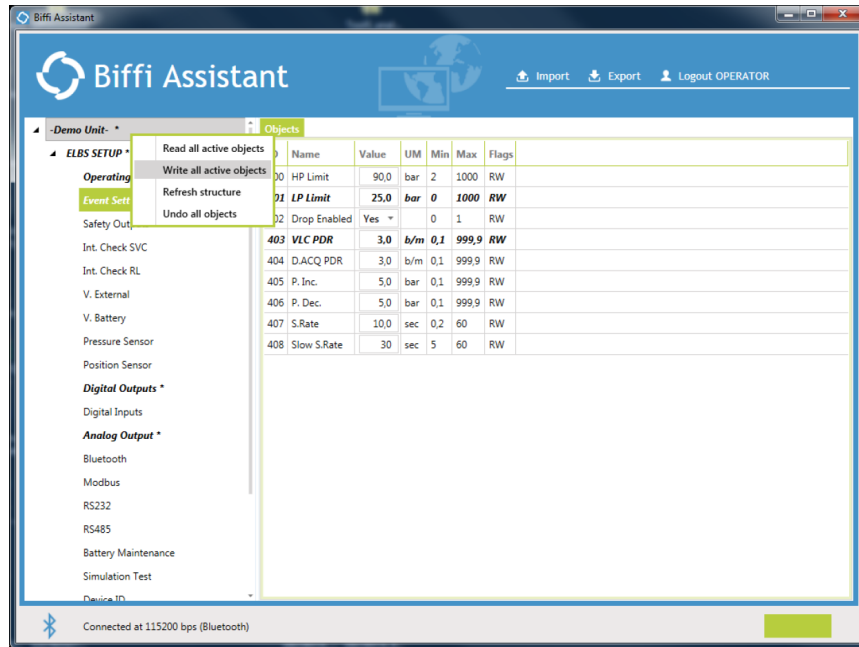 Biffi Assistant
Biffi Assistant
Import Export Logout OPERATOR
-Demo Unit- *
ELBS SETUP *
Operating
Event Sett
Safety Out
Int. Check SVC
Int. Check RL
V. External
V. Battery
Pressure Sensor
Position Sensor
Digital Outputs *
Digital Inputs
Analog Output *
Bluetooth
Modbus
RS232
RS485
Battery Maintenance
Simulation Test
Device ID
Read all active objects
Write all active objects
Refresh structure
Undo all objects
Objects
Name Value UM Min Max Flags
00 HP Limit 90,0 bar 2 1000 RW
01 LP Limit 25,0 bar 0 1000 RW
02 Drop Enabled Yes 0 1 RW
403 VLC PDR 3,0 b/m 0,1 999,9 RW
404 D.ACQ PDR 3,0 b/m 0,1 999,9 RW
405 P. Inc. 5,0 bar 0,1 999,9 RW
406 P. Dec. 5,0 bar 0,1 999,9 RW
407 S.Rate 10,0 sec 0,2 60 RW
408 Slow S.Rate 30 sec 5 60 RW
Connected at 115200 bps (Bluetooth)